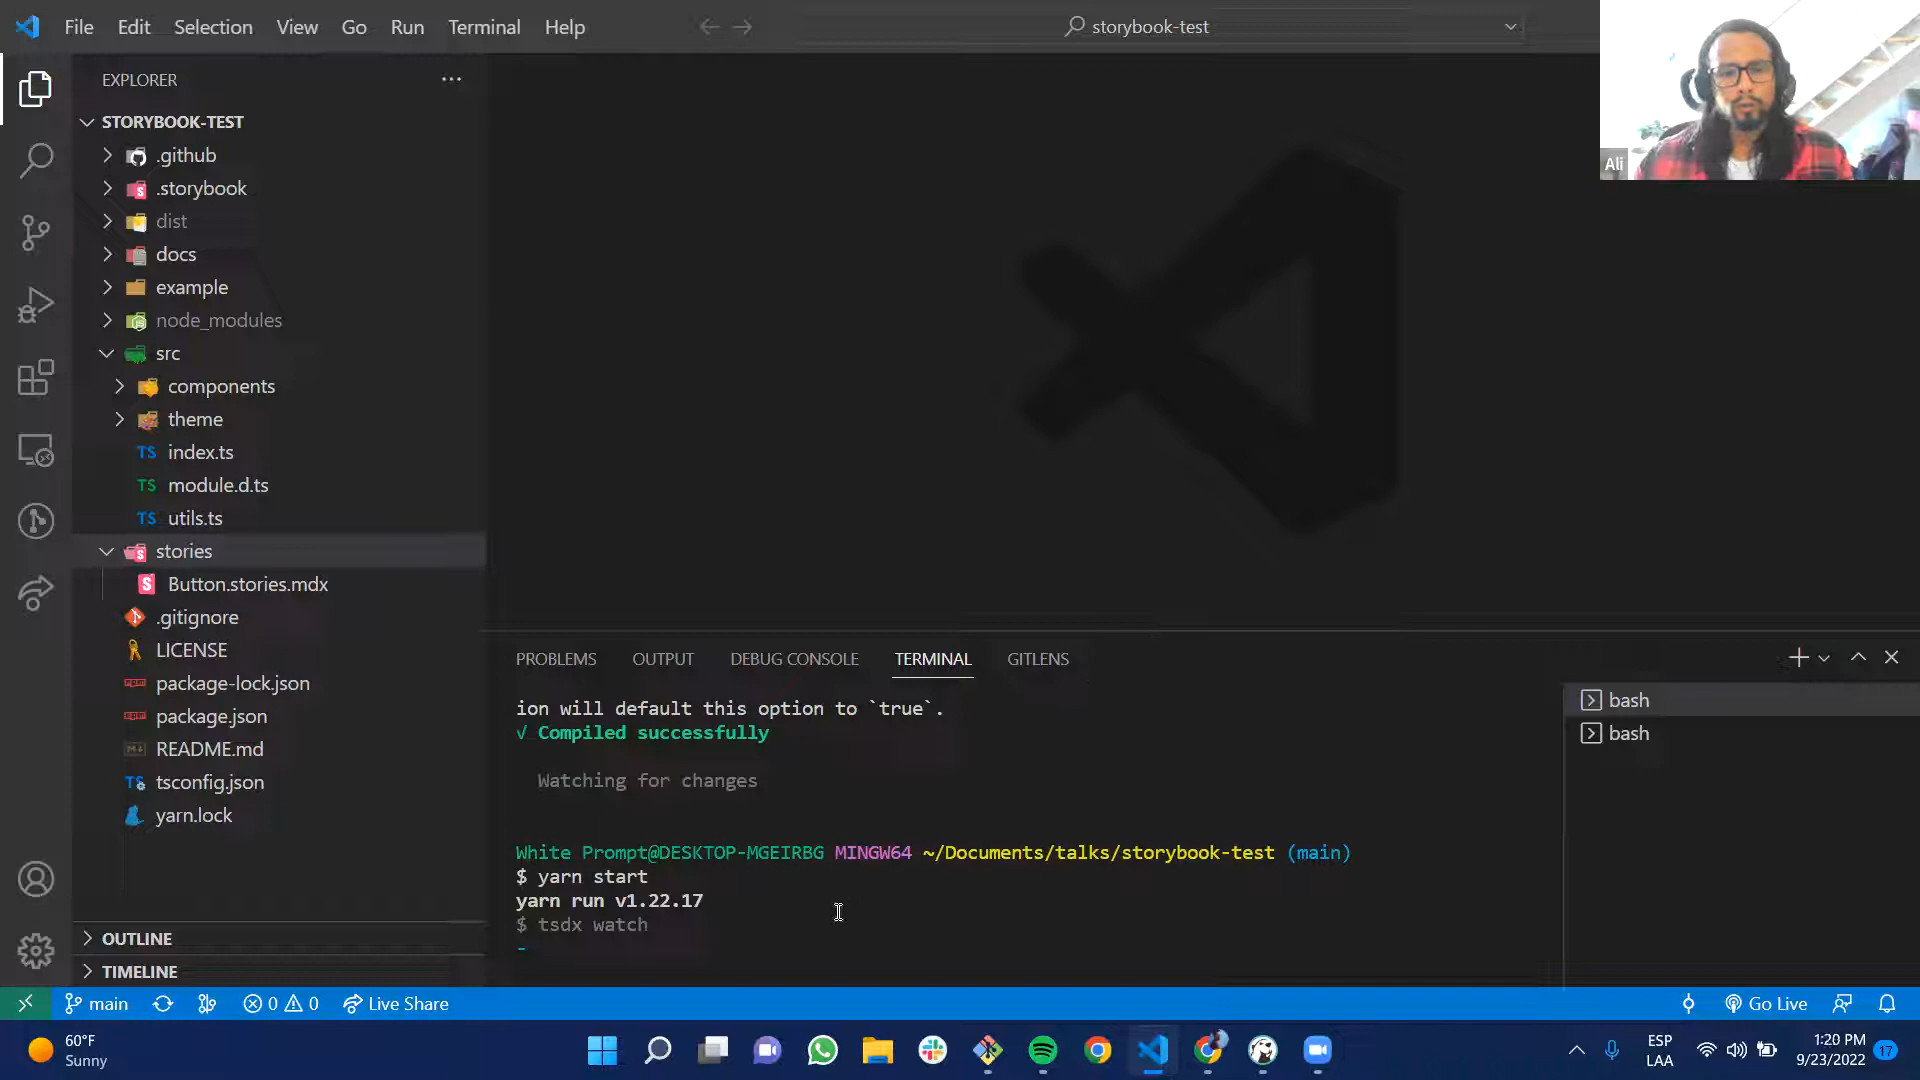 File Edit Selection View Go Run Terminal Help
storybook-test
Ali
EXPLORER
STORYBOOK-TEST
.github
.storybook
dist
docs
example
node_modules
src
components
theme
TS index.ts
TS module.d.ts
TS utils.ts
stories
Button.stories.mdx
.gitignore
LICENSE
package-lock.json
package.json
README.md
TS tsconfig.json
yarn.lock
OUTLINE
TIMELINE
PROBLEMS OUTPUT DEBUG CONSOLE TERMINAL GITLENS
ion will default this option to `true`.
√ Compiled successfully
Watching for changes
White Prompt@DESKTOP-MGEIRBG MINGW64 ~/Documents/talks/storybook-test (main)
$ yarn start
yarn run v1.22.17
$ tsdx watch
-
bash
bash
main 0 0 Live Share
Go Live
60°F
Sunny
ESP
LAA
1:20 PM
9/23/2022
17